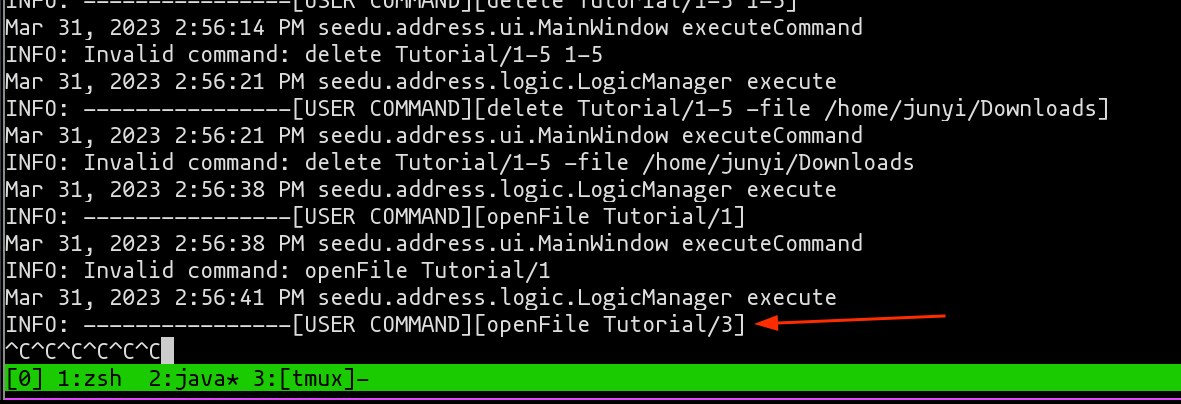 INFO: ----------------[USER COMMAND][delete Tutorial/1-5 1-5]
Mar 31, 2023 2:56:14 PM seedu.address.ui.MainWindow executeCommand
INFO: Invalid command: delete Tutorial/1-5 1-5
Mar 31, 2023 2:56:21 PM seedu.address.logic.LogicManager execute
INFO: ----------------[USER COMMAND][delete Tutorial/1-5 -file /home/junyi/Downloads]
Mar 31, 2023 2:56:21 PM seedu.address.ui.MainWindow executeCommand
INFO: Invalid command: delete Tutorial/1-5 -file /home/junyi/Downloads
Mar 31, 2023 2:56:38 PM seedu.address.logic.LogicManager execute
INFO: ----------------[USER COMMAND][openFile Tutorial/1]
Mar 31, 2023 2:56:38 PM seedu.address.ui.MainWindow executeCommand
INFO: Invalid command: openFile Tutorial/1
Mar 31, 2023 2:56:41 PM seedu.address.logic.LogicManager execute
INFO: ----------------[USER COMMAND][openFile Tutorial/3]
^C^C^C^C^C^C
[0] 1:zsh  2:java* 3:[tmux]-